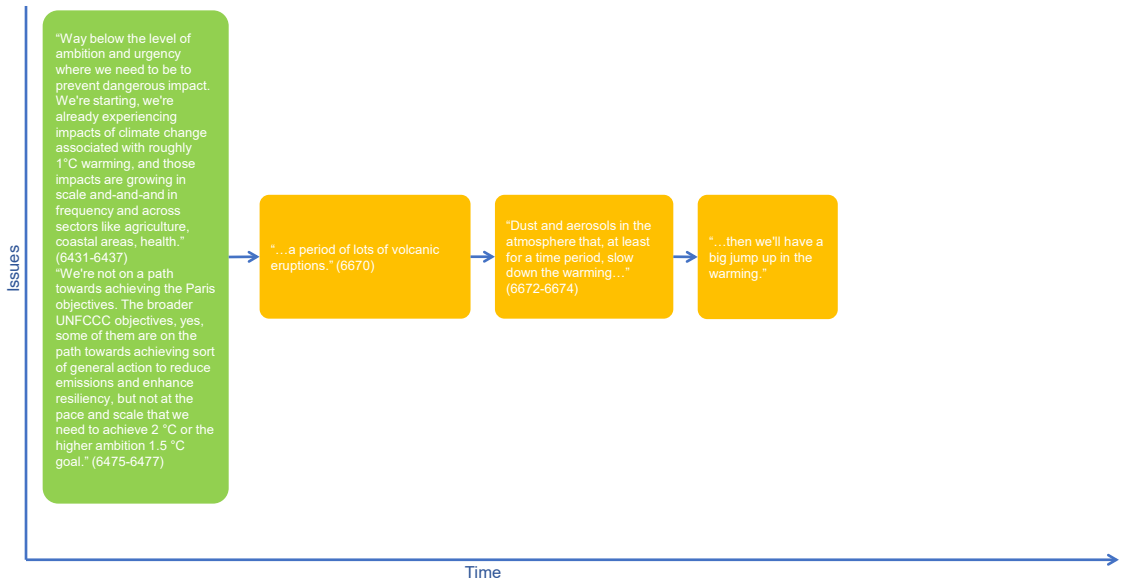 “Way below the level of
ambition and urgency
where we need to be to
prevent dangerous impact.
We're starting, we're
already experiencing
impacts of climate change
associated with roughly
1°C warming, and those
impacts are growing in
scale and-and-and in
frequency and across
sectors like agriculture,
coastal areas, health.”
(6431-6437)
“We're not on a path
towards achieving the Paris
objectives. The broader
UNFCCC objectives, yes,
some of them are on the
path towards achieving sort
of general action to reduce
emissions and enhance
resiliency, but not at the
pace and scale that we
need to achieve 2 °C or the
higher ambition 1.5 °C
goal.” (6475-6477)
“…a period of lots of volcanic
eruptions.” (6670)
“Dust and aerosols in the
atmosphere that, at least
for a time period, slow
down the warming…”
(6672-6674)
“…then we'll have a
big jump up in the
warming.”
Issues
Time